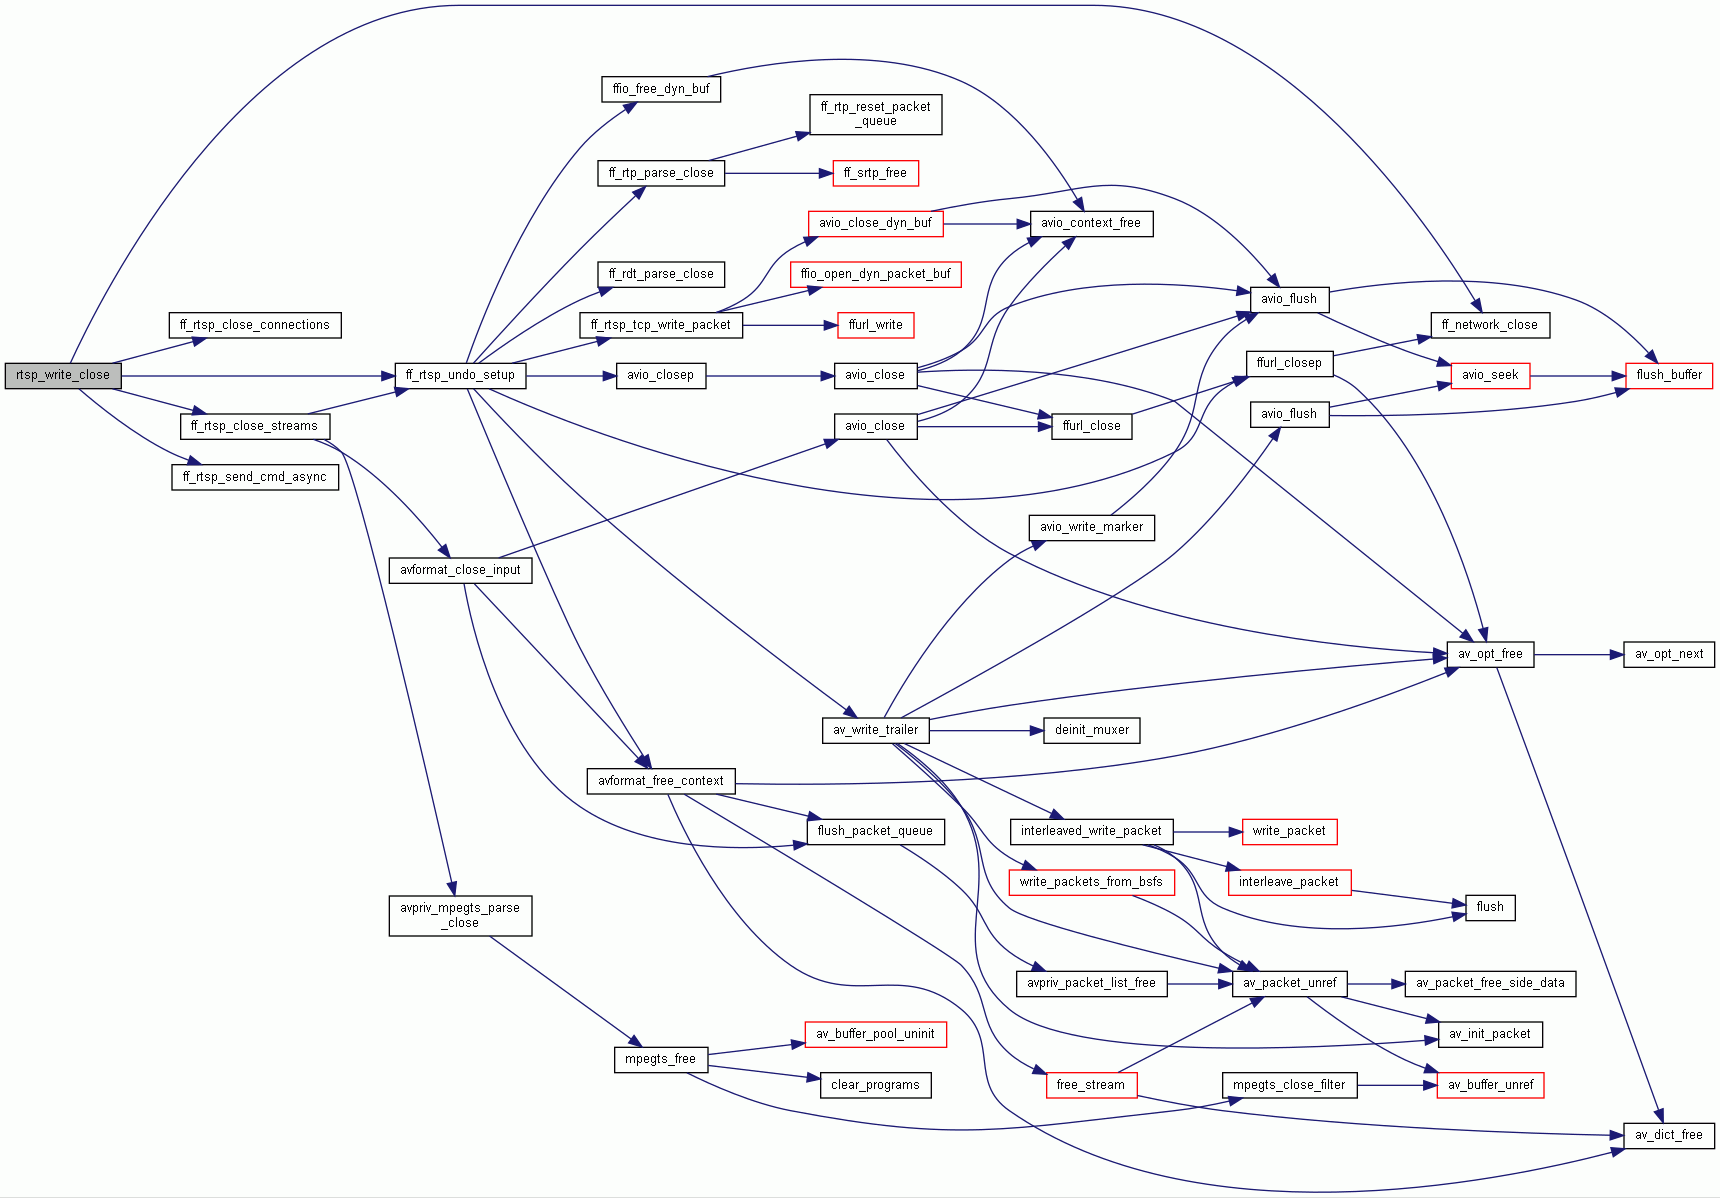 ffio_free_dyn_buf
ff_rtp_reset_packet
_queue
ff_rtp_parse_close
ff_srtp_free
avio_close_dyn_buf
avio_context_free
ff_rdt_parse_close
ffio_open_dyn_packet_buf
avio_flush
ff_rtsp_close_connections
ff_rtsp_tcp_write_packet
ffurl_write
ff_network_close
rtsp_write_close
ff_rtsp_undo_setup
avio_closep
avio_close
ffurl_closep
avio_seek
flush_buffer
ff_rtsp_close_streams
avio_close
ffurl_close
avio_flush
ff_rtsp_send_cmd_async
avio_write_marker
avformat_close_input
av_opt_free
av_opt_next
av_write_trailer
deinit_muxer
avformat_free_context
flush_packet_queue
interleaved_write_packet
write_packet
write_packets_from_bsfs
interleave_packet
avpriv_mpegts_parse
_close
flush
avpriv_packet_list_free
av_packet_unref
av_packet_free_side_data
av_buffer_pool_uninit
av_init_packet
mpegts_free
clear_programs
free_stream
mpegts_close_filter
av_buffer_unref
av_dict_free